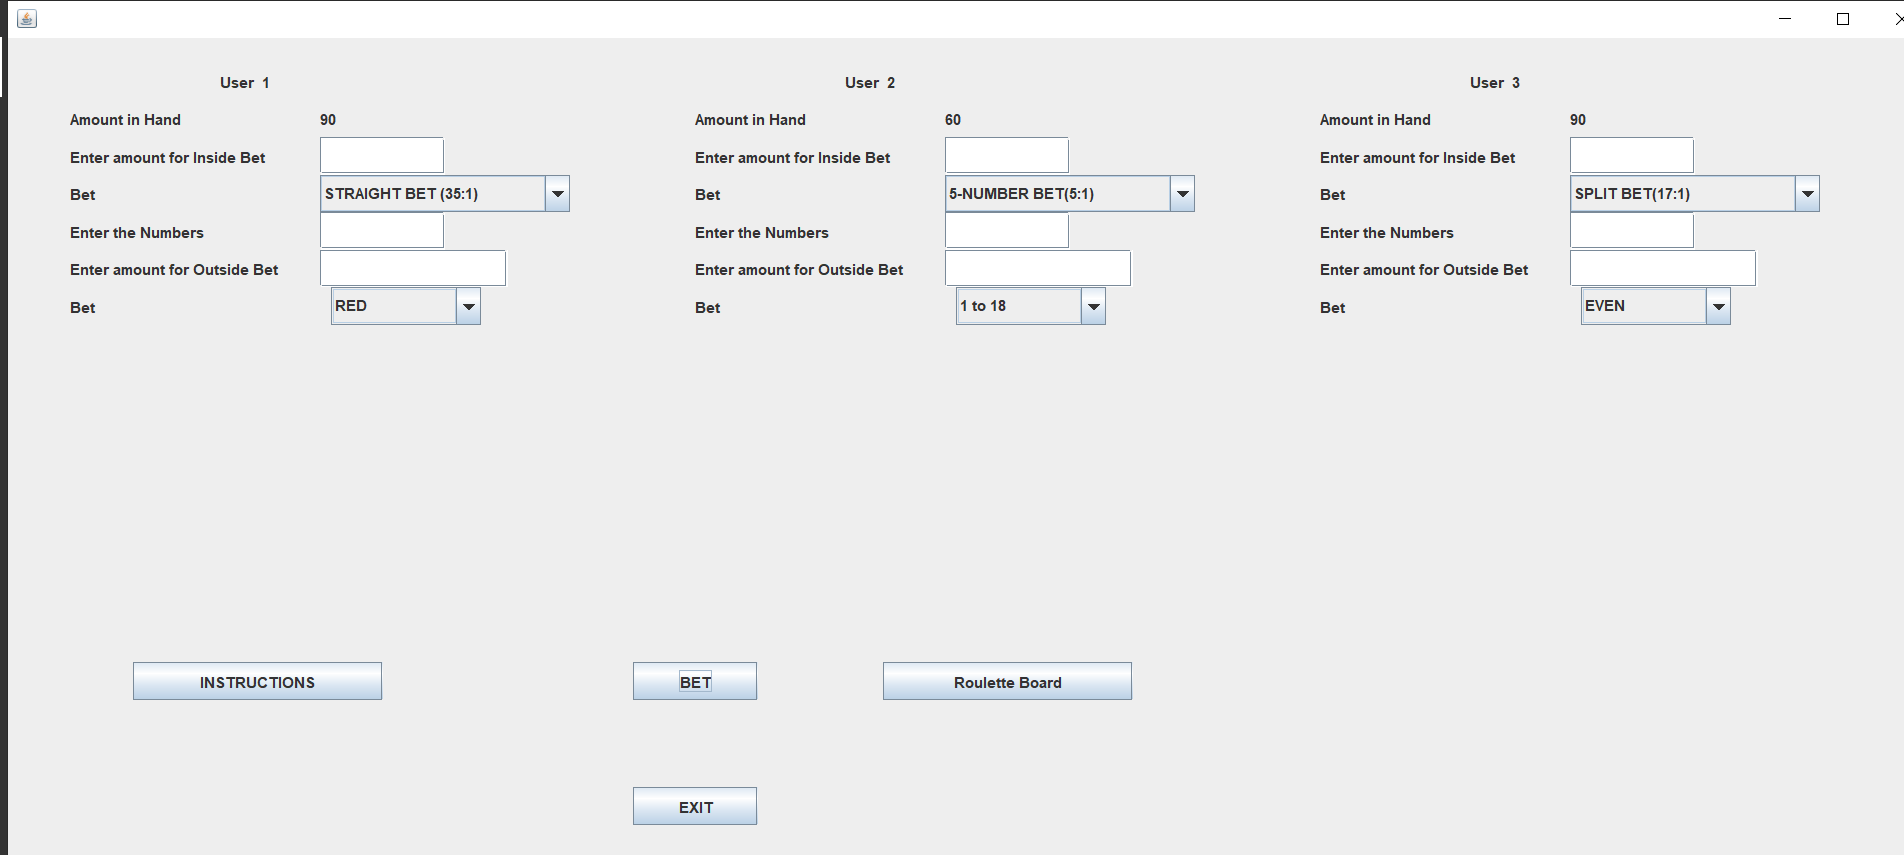 User 1 User 2 User 3
Amount in Hand 90 Amount in Hand 60 Amount in Hand 90
Enter amount for Inside Bet Enter amount for Inside Bet Enter amount for Inside Bet
Bet STRAIGHT BET (35:1) Bet 5-NUMBER BET(5:1) Bet SPLIT BET(17:1)
Enter the Numbers Enter the Numbers Enter the Numbers
Enter amount for Outside Bet Enter amount for Outside Bet Enter amount for Outside Bet
Bet RED Bet 1 to 18 Bet EVEN
INSTRUCTIONS BET Roulette Board
EXIT